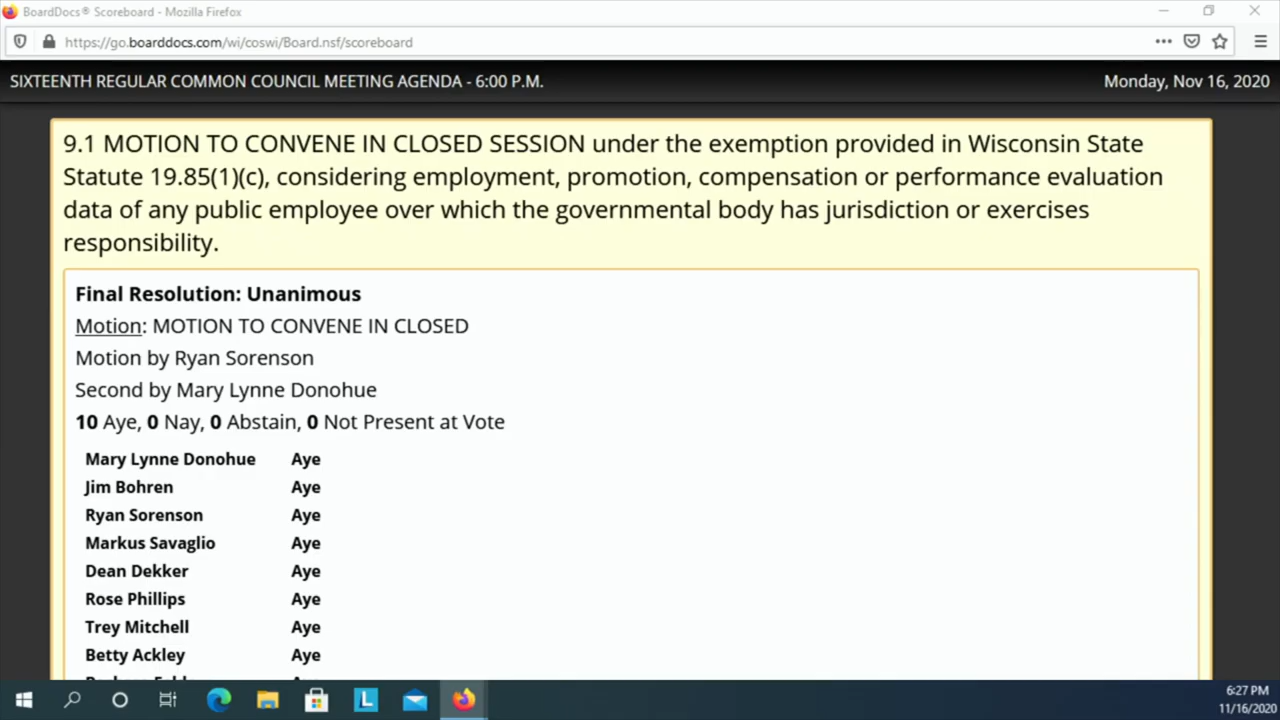 BoardDocs® Scoreboard - Mozilla Firefox
https://go.boarddocs.com/wi/coswi/Board.nsf/scoreboard
SIXTEENTH REGULAR COMMON COUNCIL MEETING AGENDA - 6:00 P.M.
Monday, Nov 16, 2020
9.1 MOTION TO CONVENE IN CLOSED SESSION under the exemption provided in Wisconsin State
Statute 19.85(1)(c), considering employment, promotion, compensation or performance evaluation
data of any public employee over which the governmental body has jurisdiction or exercises
responsibility.
Final Resolution: Unanimous
Motion: MOTION TO CONVENE IN CLOSED
Motion by Ryan Sorenson
Second by Mary Lynne Donohue
10 Aye, 0 Nay, 0 Abstain, 0 Not Present at Vote
Mary Lynne Donohue Aye
Jim Bohren Aye
Ryan Sorenson Aye
Markus Savaglio Aye
Dean Dekker Aye
Rose Phillips Aye
Trey Mitchell Aye
Betty Ackley Aye
L
6:27 PM
11/16/2020